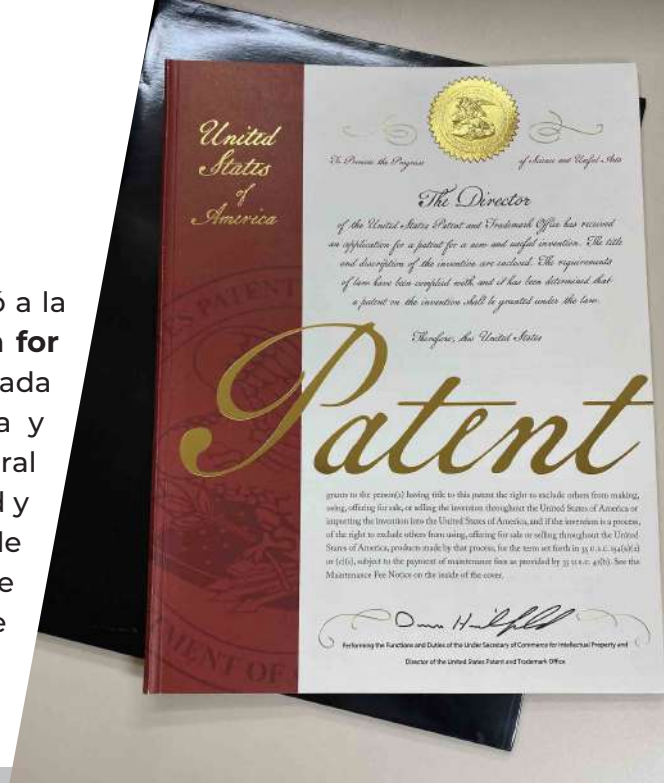 ó a la
for
ada
a y
ral
d y
le
e
e
United
States
of
America
To Promote the Progress
of Science and Useful Arts
The Director
of the United States Patent and Trademark Office has received
an application for a patent for a new and useful invention. The title
and description of the invention are enclosed. The requirements
of law have been complied with, and it has been determined that
a patent on the invention shall be granted under the law.
Therefore, this United States
Patent
grants to the person(s) having title to this patent the right to exclude others from making,
using, offering for sale, or selling the invention throughout the United States of America or
importing the invention into the United States of America, and if the invention is a process,
of the right to exclude others from using, offering for sale or selling throughout the United
States of America, products made by that process, for the term set forth in 35 U.S.C. 154(a)(2)
or (c)(1), subject to the payment of maintenance fees as provided by 35 U.S.C. 41(b). See the
Maintenance Fee Notice on the inside of the cover.
Performing the Functions and Duties of the Under Secretary of Commerce for Intellectual Property and
Director of the United States Patent and Trademark Office